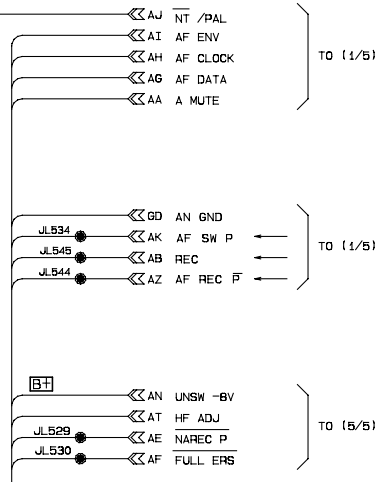 AJ NT /PAL
AI AF ENV
AH AF CLOCK TO (1/5)
AG AF DATA
AA A MUTE
GD AN GND
JL534 AK AF SW P
JL545 AB REC TO (1/5)
JL544 AZ AF REC P
B+
AN UNSW -8V
AT HF ADJ TO (5/5)
JL529 AE NAREC P
JL530 AF FULL ERS